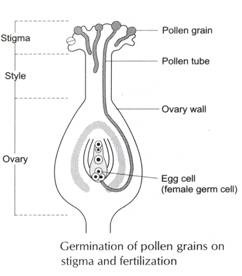 Stigma
Style
Ovary
Pollen grain
Pollen tube
Ovary wall
Egg cell
(female germ cell)
Germination of pollen grains on
stigma and fertilization